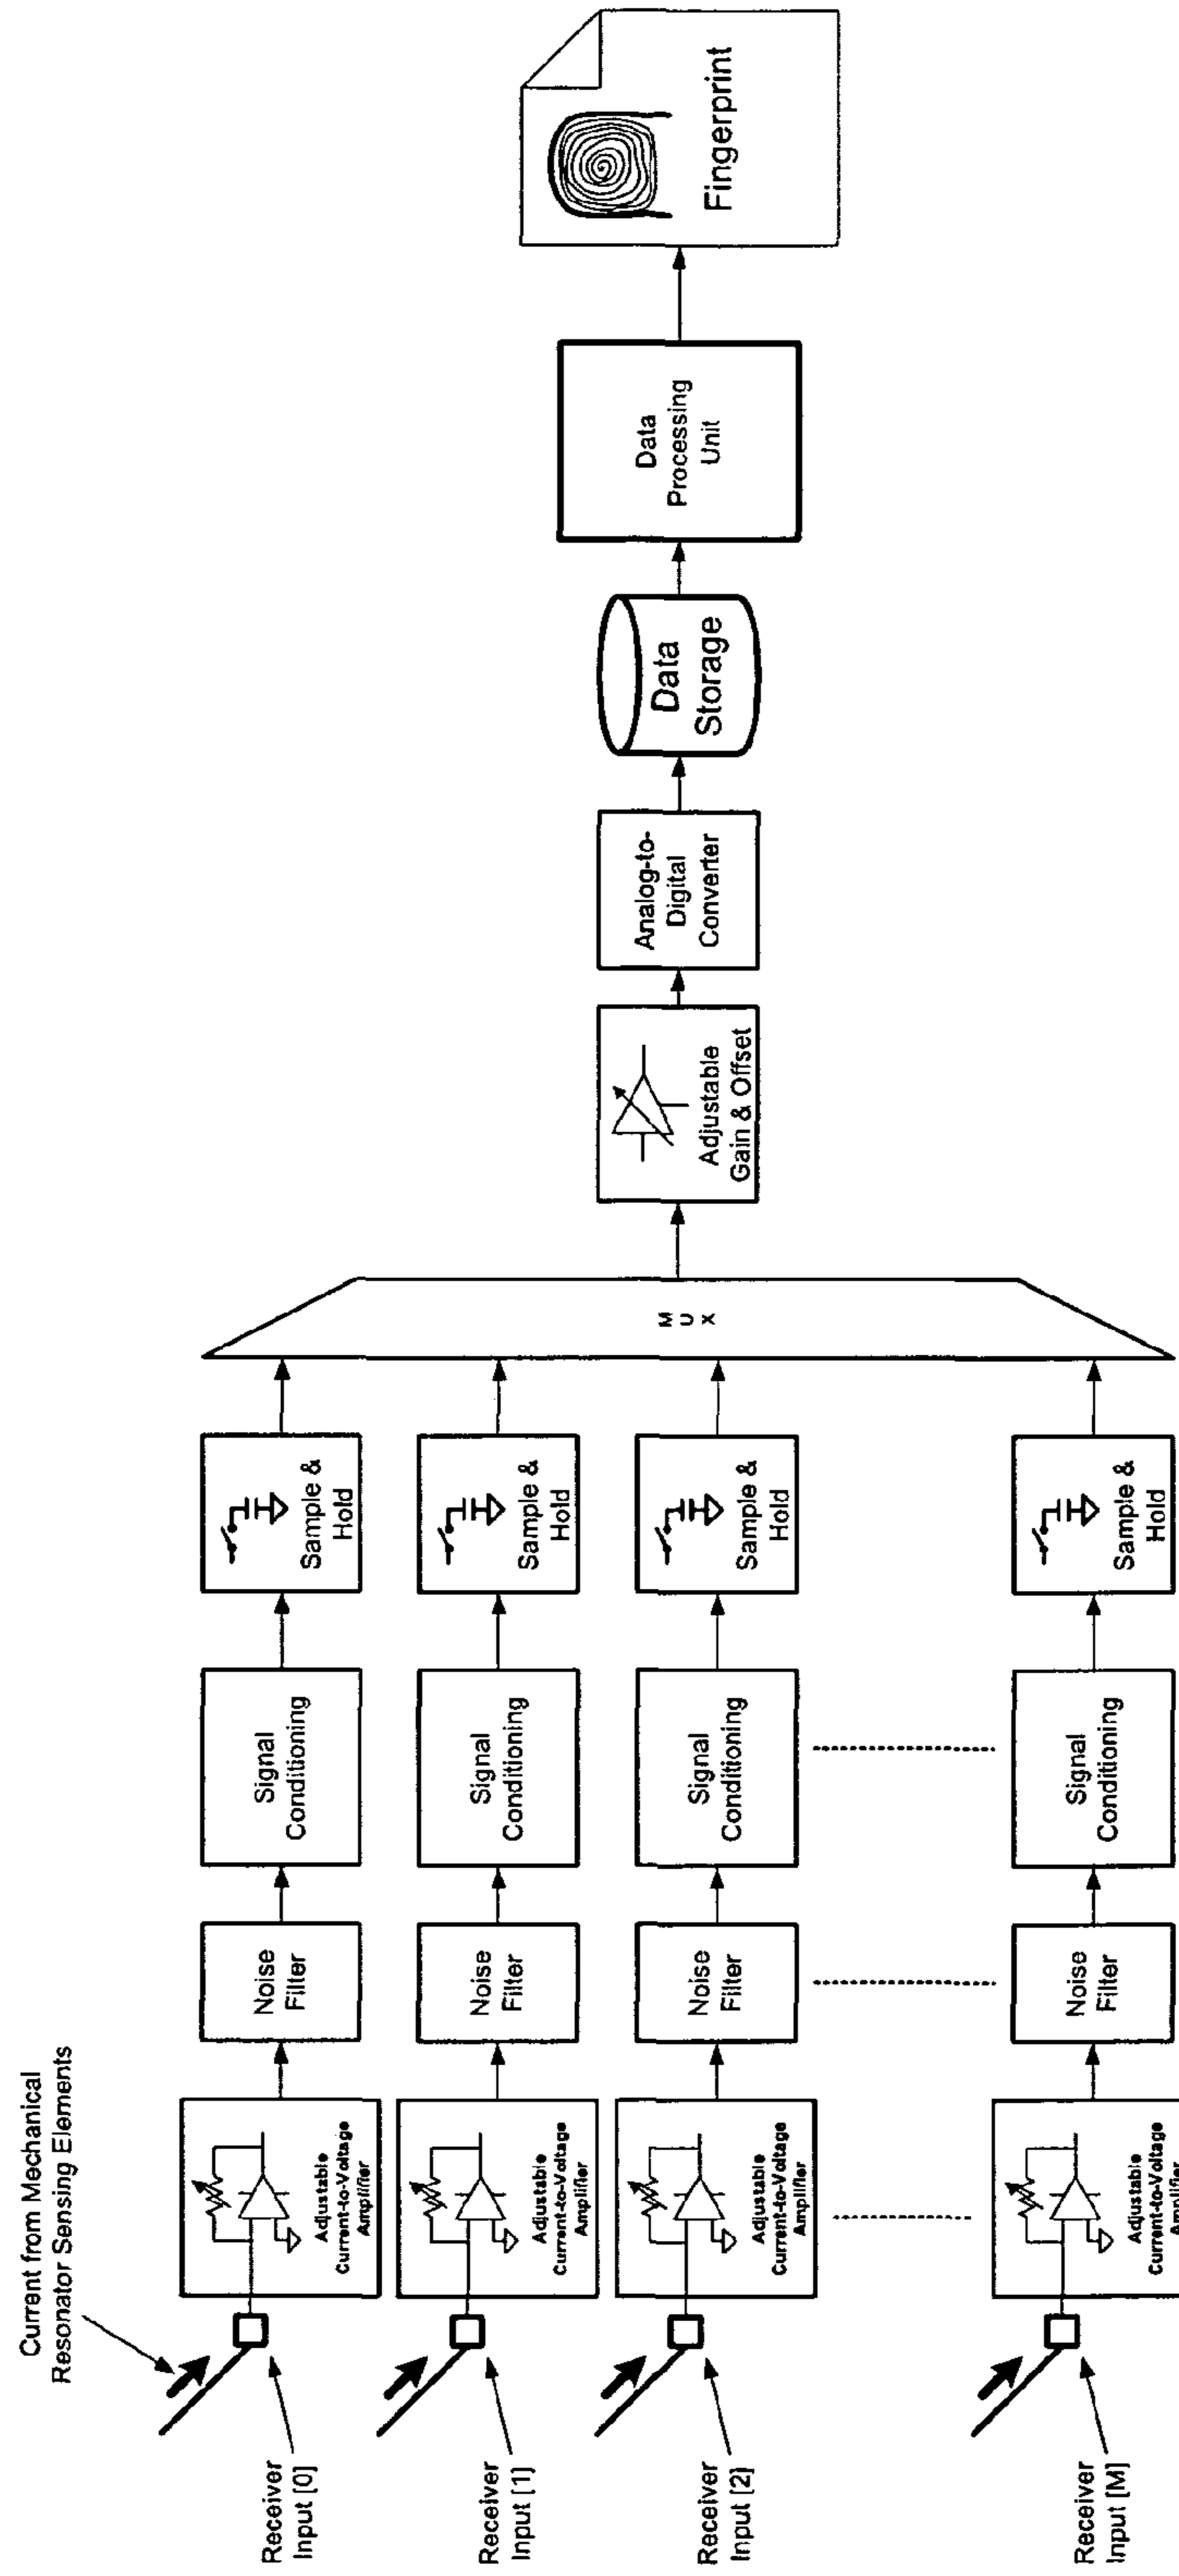 Current from Mechanical
Resonator Sensing Elements
Receiver
Input [0]
Adjustable
Current-to-Voltage
Amplifier
Noise
Filter
Signal
Conditioning
Sample &
Hold
Receiver
Input [1]
Adjustable
Current-to-Voltage
Amplifier
Noise
Filter
Signal
Conditioning
Sample &
Hold
Receiver
Input [2]
Adjustable
Current-to-Voltage
Amplifier
Noise
Filter
Signal
Conditioning
Sample &
Hold
Receiver
Input [M]
Adjustable
Current-to-Voltage
Amplifier
Noise
Filter
Signal
Conditioning
Sample &
Hold
M
U
X
Adjustable
Gain & Offset
Analog-to-
Digital
Converter
Data
Storage
Data
Processing
Unit
Fingerprint